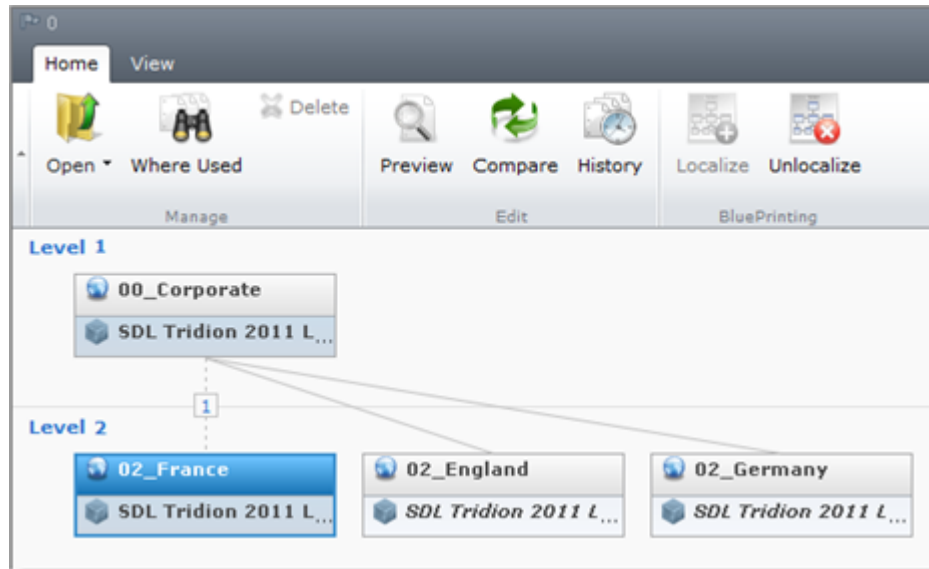 0
Home View
Delete
Open Where Used Preview Compare History Localize Unlocalize
Manage Edit BluePrinting
Level 1
00_Corporate
SDL Tridion 2011 L...
1
Level 2
02_France 02_England 02_Germany
SDL Tridion 2011 L... SDL Tridion 2011 L... SDL Tridion 2011 L...